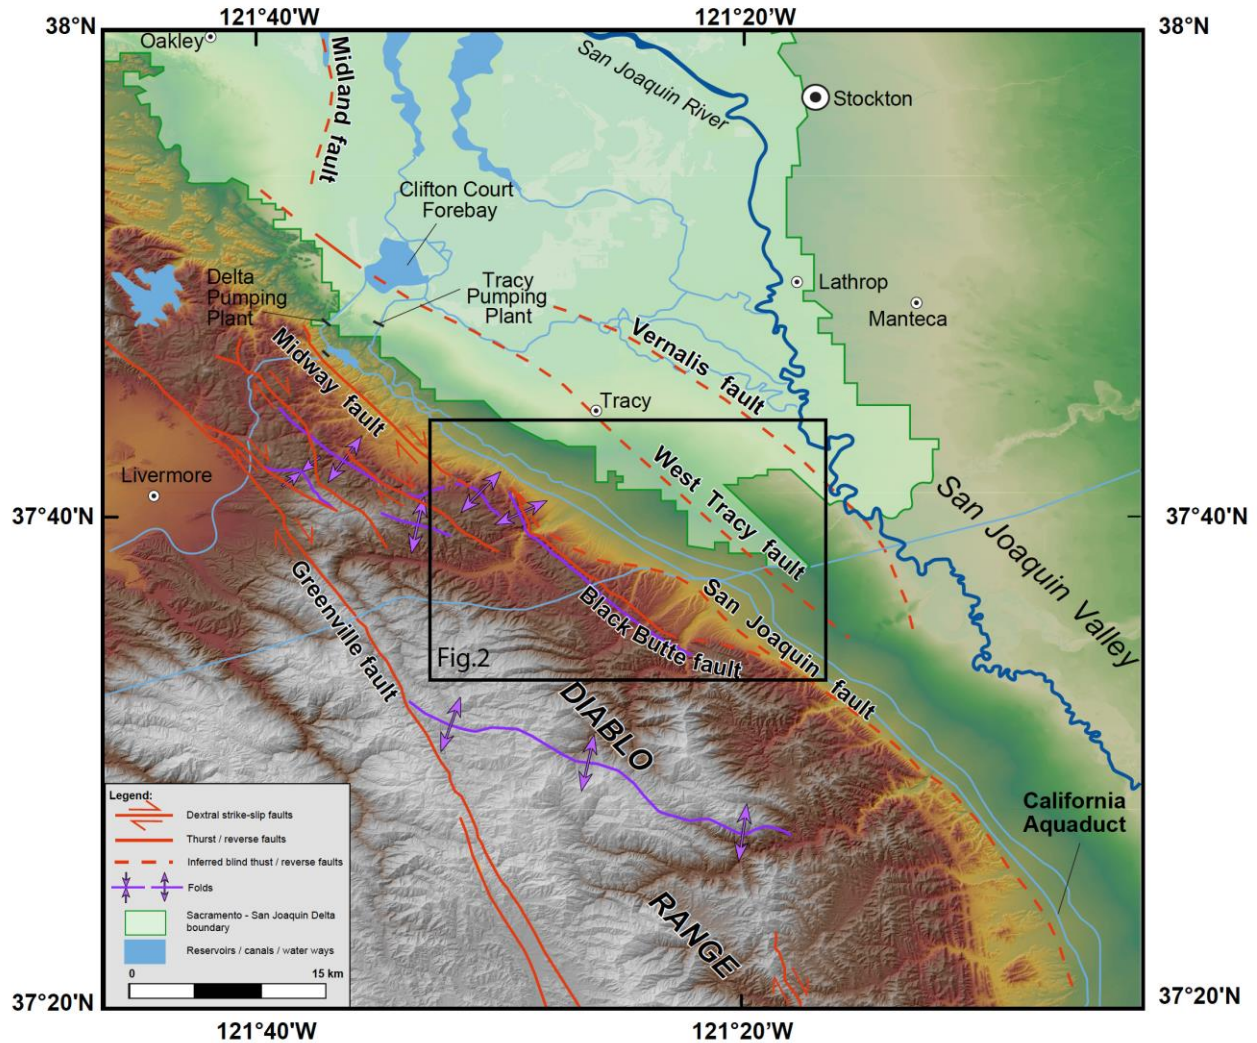 121°40'W
121°20'W
38°N
38°N
Oakley
Midland fault
San Joaquin River
Stockton
Clifton Court
Forebay
Delta
Pumping
Plant
Tracy
Pumping
Plant
Lathrop
Manteca
Midway fault
Vernalis fault
Tracy
Livermore
West Tracy fault
San Joaquin Valley
37°40'N
37°40'N
Greenville fault
San Joaquin fault
Black Butte fault
Fig.2
DIABLO
RANGE
California
Aquaduct
Legend:
Dextral strike-slip faults
Thurst / reverse faults
Inferred blind thust / reverse faults
Folds
Sacramento - San Joaquin Delta
boundary
Reservoirs / canals / water ways
0 15 km
37°20'N
37°20'N
121°40'W
121°20'W